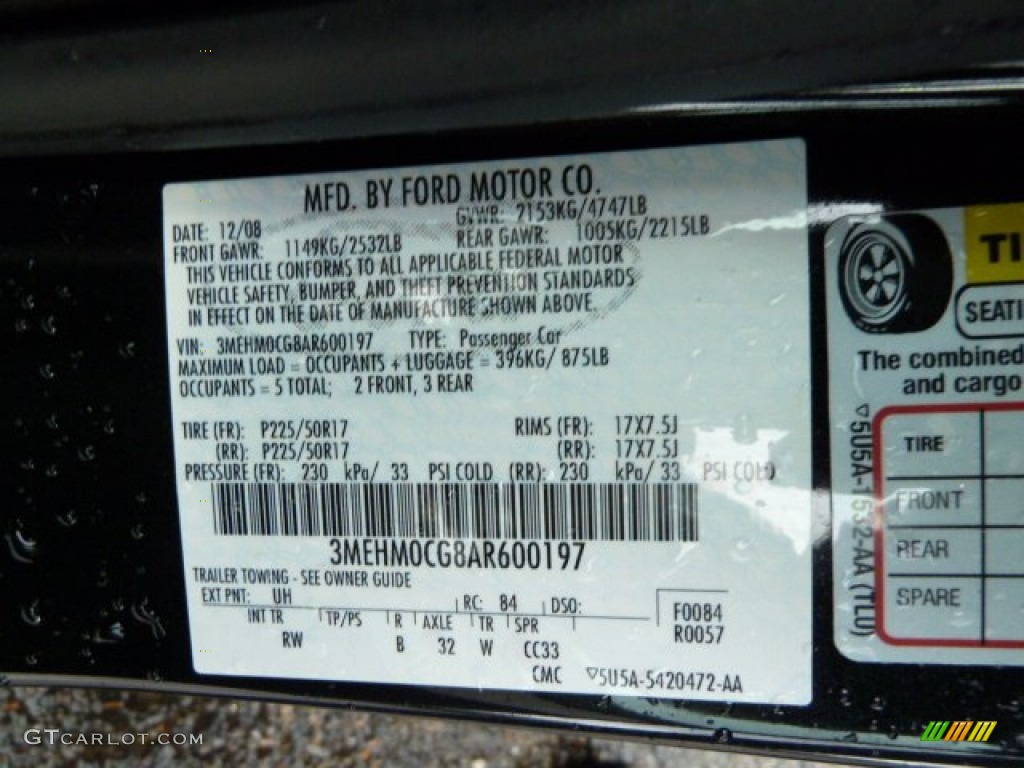 MFD. BY FORD MOTOR CO.
DATE: 12/08 GVWR: 2153KG/4747LB
FRONT GAWR: 1149KG/2532LB REAR GAWR: 1005KG/2215LB
THIS VEHICLE CONFORMS TO ALL APPLICABLE FEDERAL MOTOR
VEHICLE SAFETY, BUMPER, AND THEFT PREVENTION STANDARDS
IN EFFECT ON THE DATE OF MANUFACTURE SHOWN ABOVE.
VIN: 3MEHM0CG8AR600197 TYPE: Passenger Car
MAXIMUM LOAD = OCCUPANTS + LUGGAGE = 396KG/ 875LB
OCCUPANTS = 5 TOTAL; 2 FRONT, 3 REAR
TIRE (FR): P225/50R17 RIMS (FR): 17X7.5J
(RR): P225/50R17 (RR): 17X7.5J
PRESSURE (FR): 230 kPa/ 33 PSI COLD (RR): 230 kPa/ 33 PSI COLD
3MEHM0CG8AR600197
TRAILER TOWING - SEE OWNER GUIDE
EXT PNT: UH RC: 84 DSO:
INT TR TP/PS R AXLE TR SPR
RW B 32 W CC33
F0084
R0057
CMC ▽5U5A-5420472-AA
TI
SEATI
The combined
and cargo
▽5U5A-1532-AA (TLU)
TIRE
FRONT
REAR
SPARE
GTCARLOT.COM